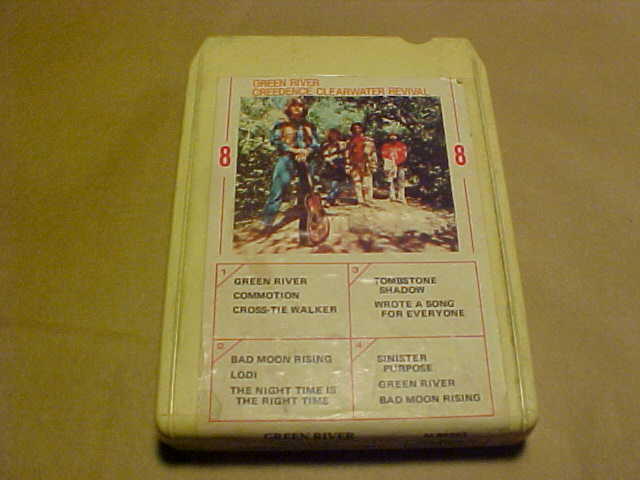 GREEN RIVER
CREEDENCE CLEARWATER REVIVAL
8
8
1
GREEN RIVER
COMMOTION
CROSS-TIE WALKER
3
TOMBSTONE
SHADOW
WROTE A SONG
FOR EVERYONE
2
BAD MOON RISING
LODI
THE NIGHT TIME IS
THE RIGHT TIME
4
SINISTER
PURPOSE
GREEN RIVER
BAD MOON RISING
GREEN RIVER